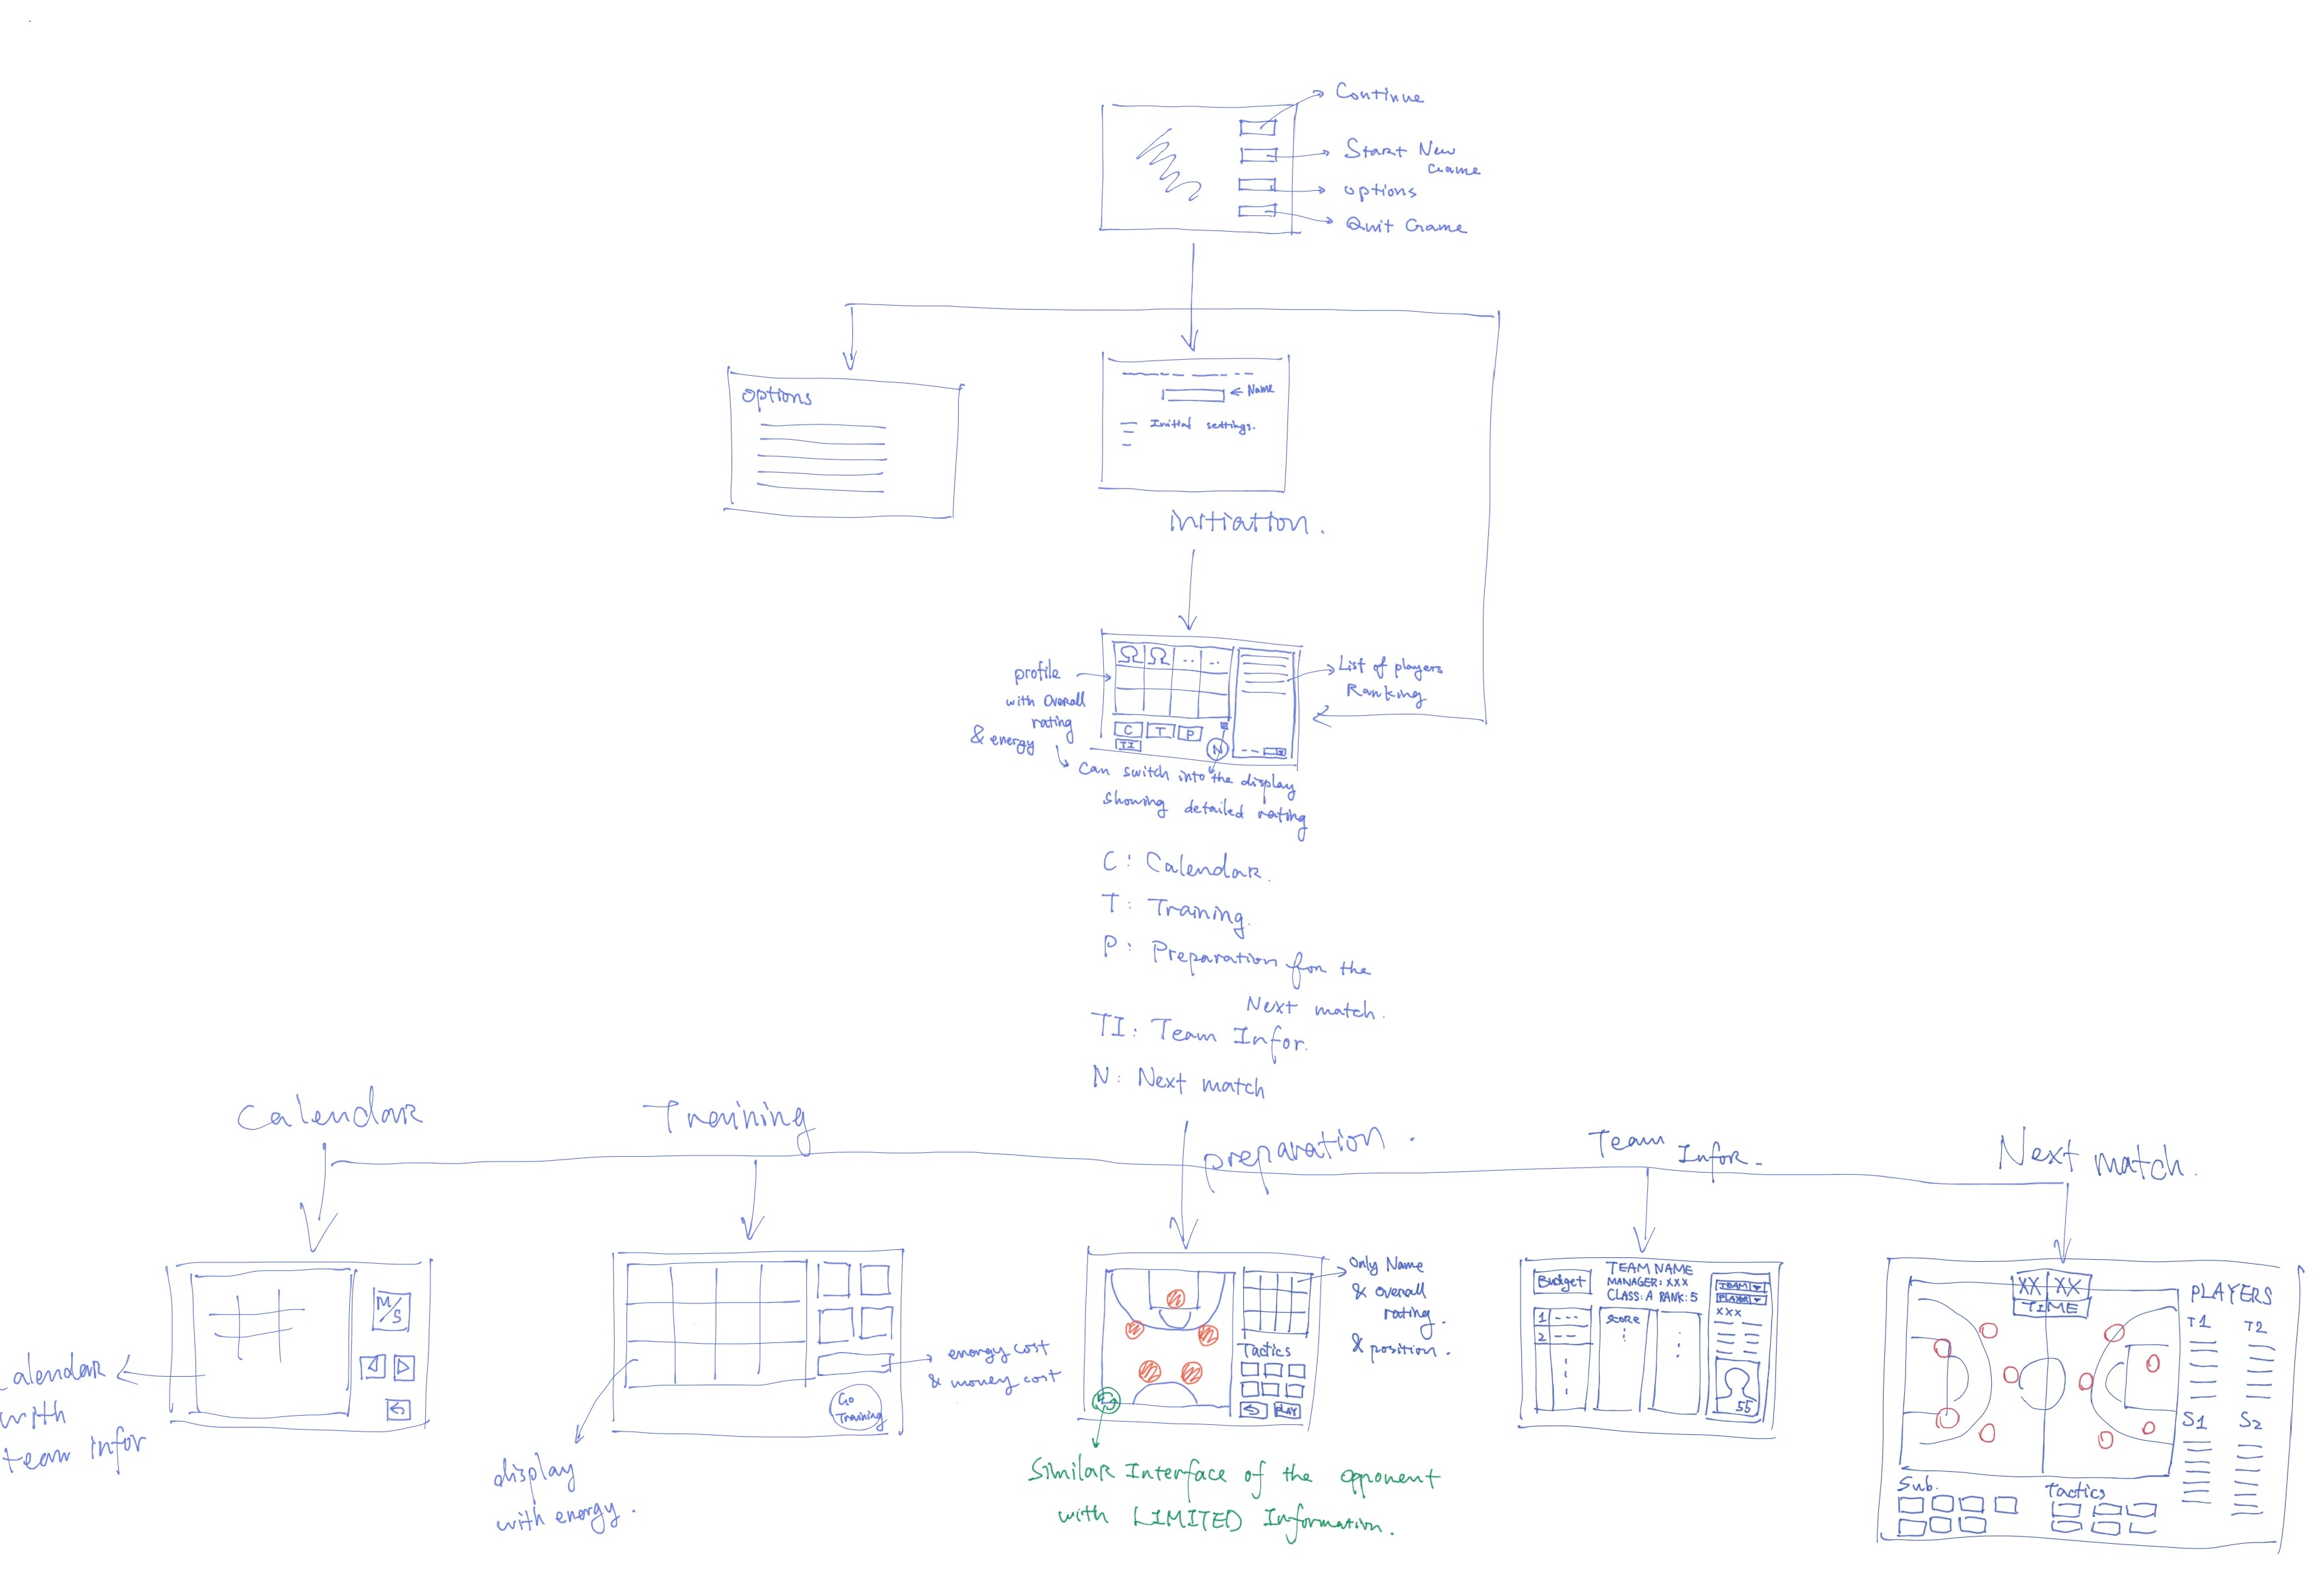 Continue
Start New
Game
options
Quit Game
options
Name
Initial settings.
initiation.
profile
with Overall
rating
& energy
C
T
P
TI
N
List of players
Ranking
Can switch into the display
showing detailed rating
C: Calendar.
T: Training.
P: Preparation for the
Next match.
TI: Team Infor.
N: Next match
Calendar
Training
preparation.
Team
Infor.
Next match.
M/S
Calendar
with
team infor
energy cost
& money cost
Go
Training
display
with energy.
Only Name
& overall
rating.
& position.
Tactics
PLAY
Similar Interface of the opponent
with LIMITED Information.
Budget
TEAM NAME
MANAGER: XXX
CLASS: A RANK: 5
1
2
score
TEAM
PLAYER
XXX
55
XX XX
TIME
PLAYERS
T1 T2
S1 S2
Sub.
Tactics